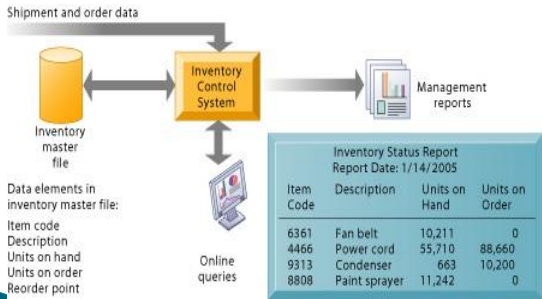 Shipment and order data
Inventory
Control
System
Management
reports
Inventory
master
file
Data elements in
inventory master file:
Item code
Description
Units on hand
Units on order
Reorder point
Online
queries
Inventory Status Report
Report Date: 1/14/2005
Item Code Description Units on Hand Units on Order
6361 Fan belt 10,211 0
4466 Power cord 55,710 88,660
9313 Condenser 663 10,200
8808 Paint sprayer 11,242 0